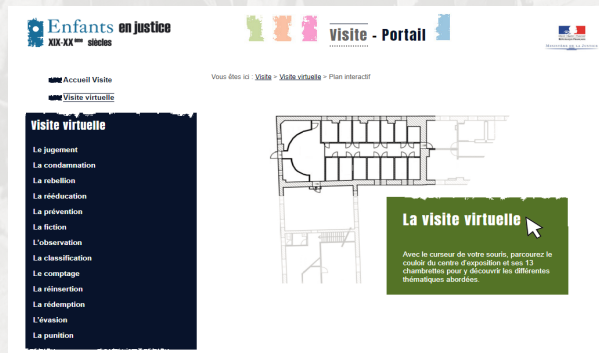 Enfants en justice
XIX-XX ème siècles
Visite - Portail
Accueil Visite
Visite virtuelle
Vous êtes ici : Visite > Visite virtuelle > Plan interactif
Visite virtuelle
Le jugement
La condamnation
La rebellion
La rééducation
La prévention
La fiction
L'observation
La classification
Le comptage
La réinsertion
La rédemption
L'évasion
La punition
La visite virtuelle
Avec le curseur de votre souris, parcourez le
couloir du centre d'exposition et ses 13
chambrettes pour y découvrir les différentes
thématiques abordées.